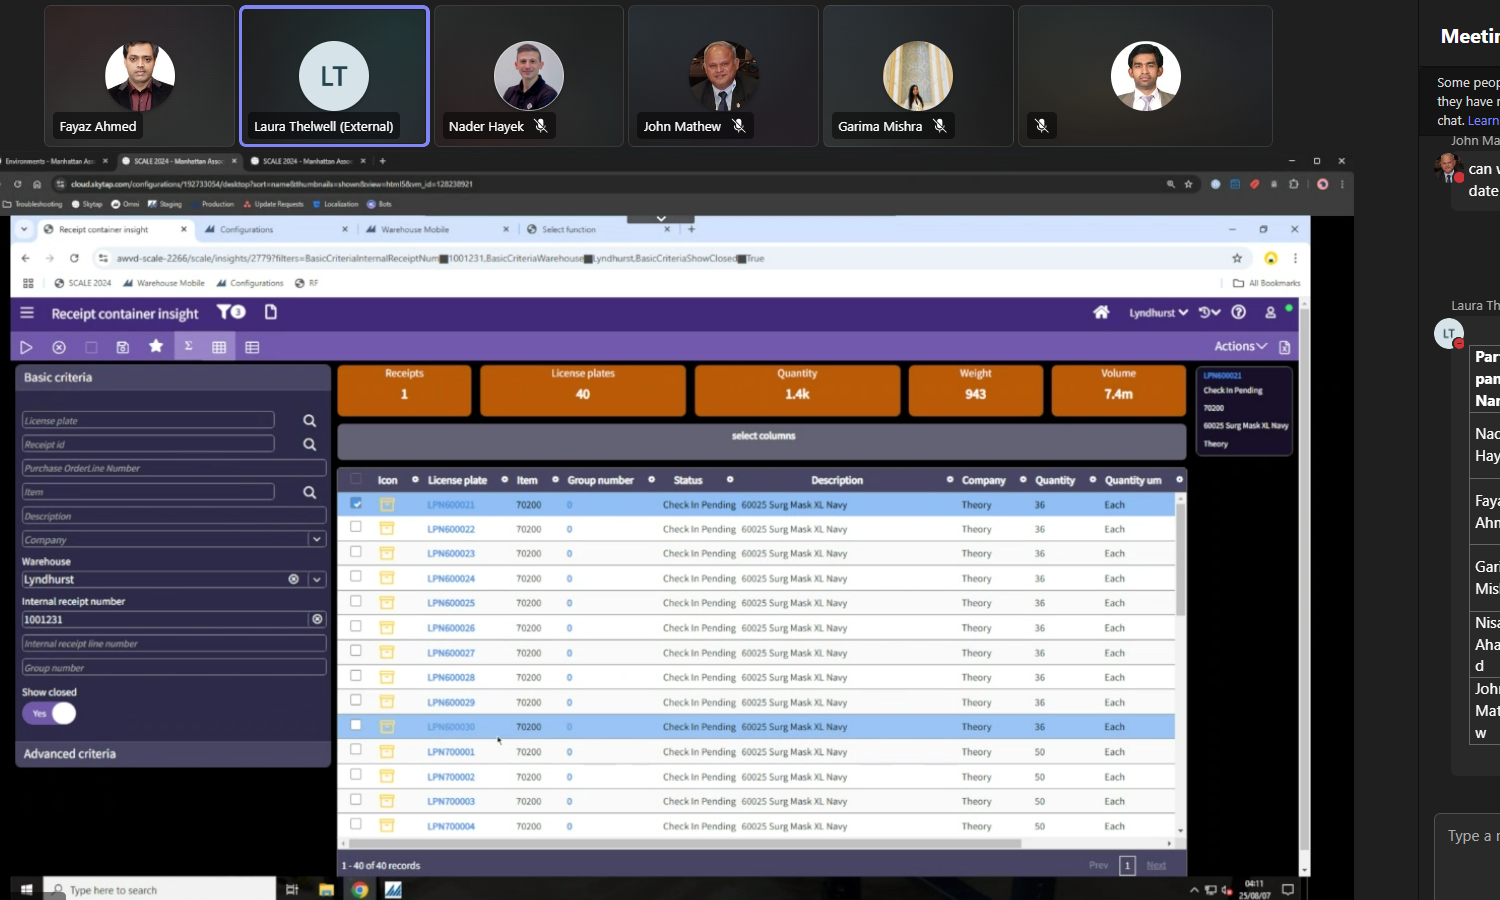 Fayaz Ahmed
LT
Laura Thelwell (External)
Nader Hayek
John Mathew
Garima Mishra
Meetin
Some peop
they have n
chat. Learn
John Ma
can w
date
Environments - Manhattan Ass
SCALE 2024 - Manhattan Assoc
SCALE 2024 - Manhattan Assoc
cloud.skytap.com/configurations/192733054/desktop?sort=name&thumbnails=shown&view=html5&vm_id=128238921
Troubleshooting
Skytap
Omni
Staging
Production
Update Requests
Localization
Bots
Receipt container insight
Configurations
Warehouse Mobile
Select function
awvd-scale-2266/scale/insights/2779?filters=BasicCriteriaInternalReceiptNum
1001231,BasicCriteriaWarehouse
Lyndhurst,BasicCriteriaShowClosed
True
SCALE 2024
Warehouse Mobile
Configurations
RF
All Bookmarks
Receipt container insight
3
Lyndhurst
Actions
Basic criteria
License plate
Receipt id
Purchase OrderLine Number
Item
Description
Company
Warehouse
Lyndhurst
Internal receipt number
1001231
Internal receipt line number
Group number
Show closed
Yes
Advanced criteria
Receipts
1
License plates
40
Quantity
1.4k
Weight
943
Volume
7.4m
LPN600021
Check In Pending
70200
60025 Surg Mask XL Navy
Theory
select columns
Icon License plate Item Group number Status Description Company Quantity Quantity um
LPN600021 70200 0 Check In Pending 60025 Surg Mask XL Navy Theory 36 Each
LPN600022 70200 0 Check In Pending 60025 Surg Mask XL Navy Theory 36 Each
LPN600023 70200 0 Check In Pending 60025 Surg Mask XL Navy Theory 36 Each
LPN600024 70200 0 Check In Pending 60025 Surg Mask XL Navy Theory 36 Each
LPN600025 70200 0 Check In Pending 60025 Surg Mask XL Navy Theory 36 Each
LPN600026 70200 0 Check In Pending 60025 Surg Mask XL Navy Theory 36 Each
LPN600027 70200 0 Check In Pending 60025 Surg Mask XL Navy Theory 36 Each
LPN600028 70200 0 Check In Pending 60025 Surg Mask XL Navy Theory 36 Each
LPN600029 70200 0 Check In Pending 60025 Surg Mask XL Navy Theory 36 Each
LPN600030 70200 0 Check In Pending 60025 Surg Mask XL Navy Theory 36 Each
LPN700001 70200 0 Check In Pending 60025 Surg Mask XL Navy Theory 50 Each
LPN700002 70200 0 Check In Pending 60025 Surg Mask XL Navy Theory 50 Each
LPN700003 70200 0 Check In Pending 60025 Surg Mask XL Navy Theory 50 Each
LPN700004 70200 0 Check In Pending 60025 Surg Mask XL Navy Theory 50 Each
1 - 40 of 40 records
Prev 1 Next
Type here to search
04:11
25/08/07
Laura Th
LT
Par
pan
Nar
Nad
Hay
Faya
Ahm
Gari
Mish
Nisa
Aha
d
Joh
Mat
w
Type a